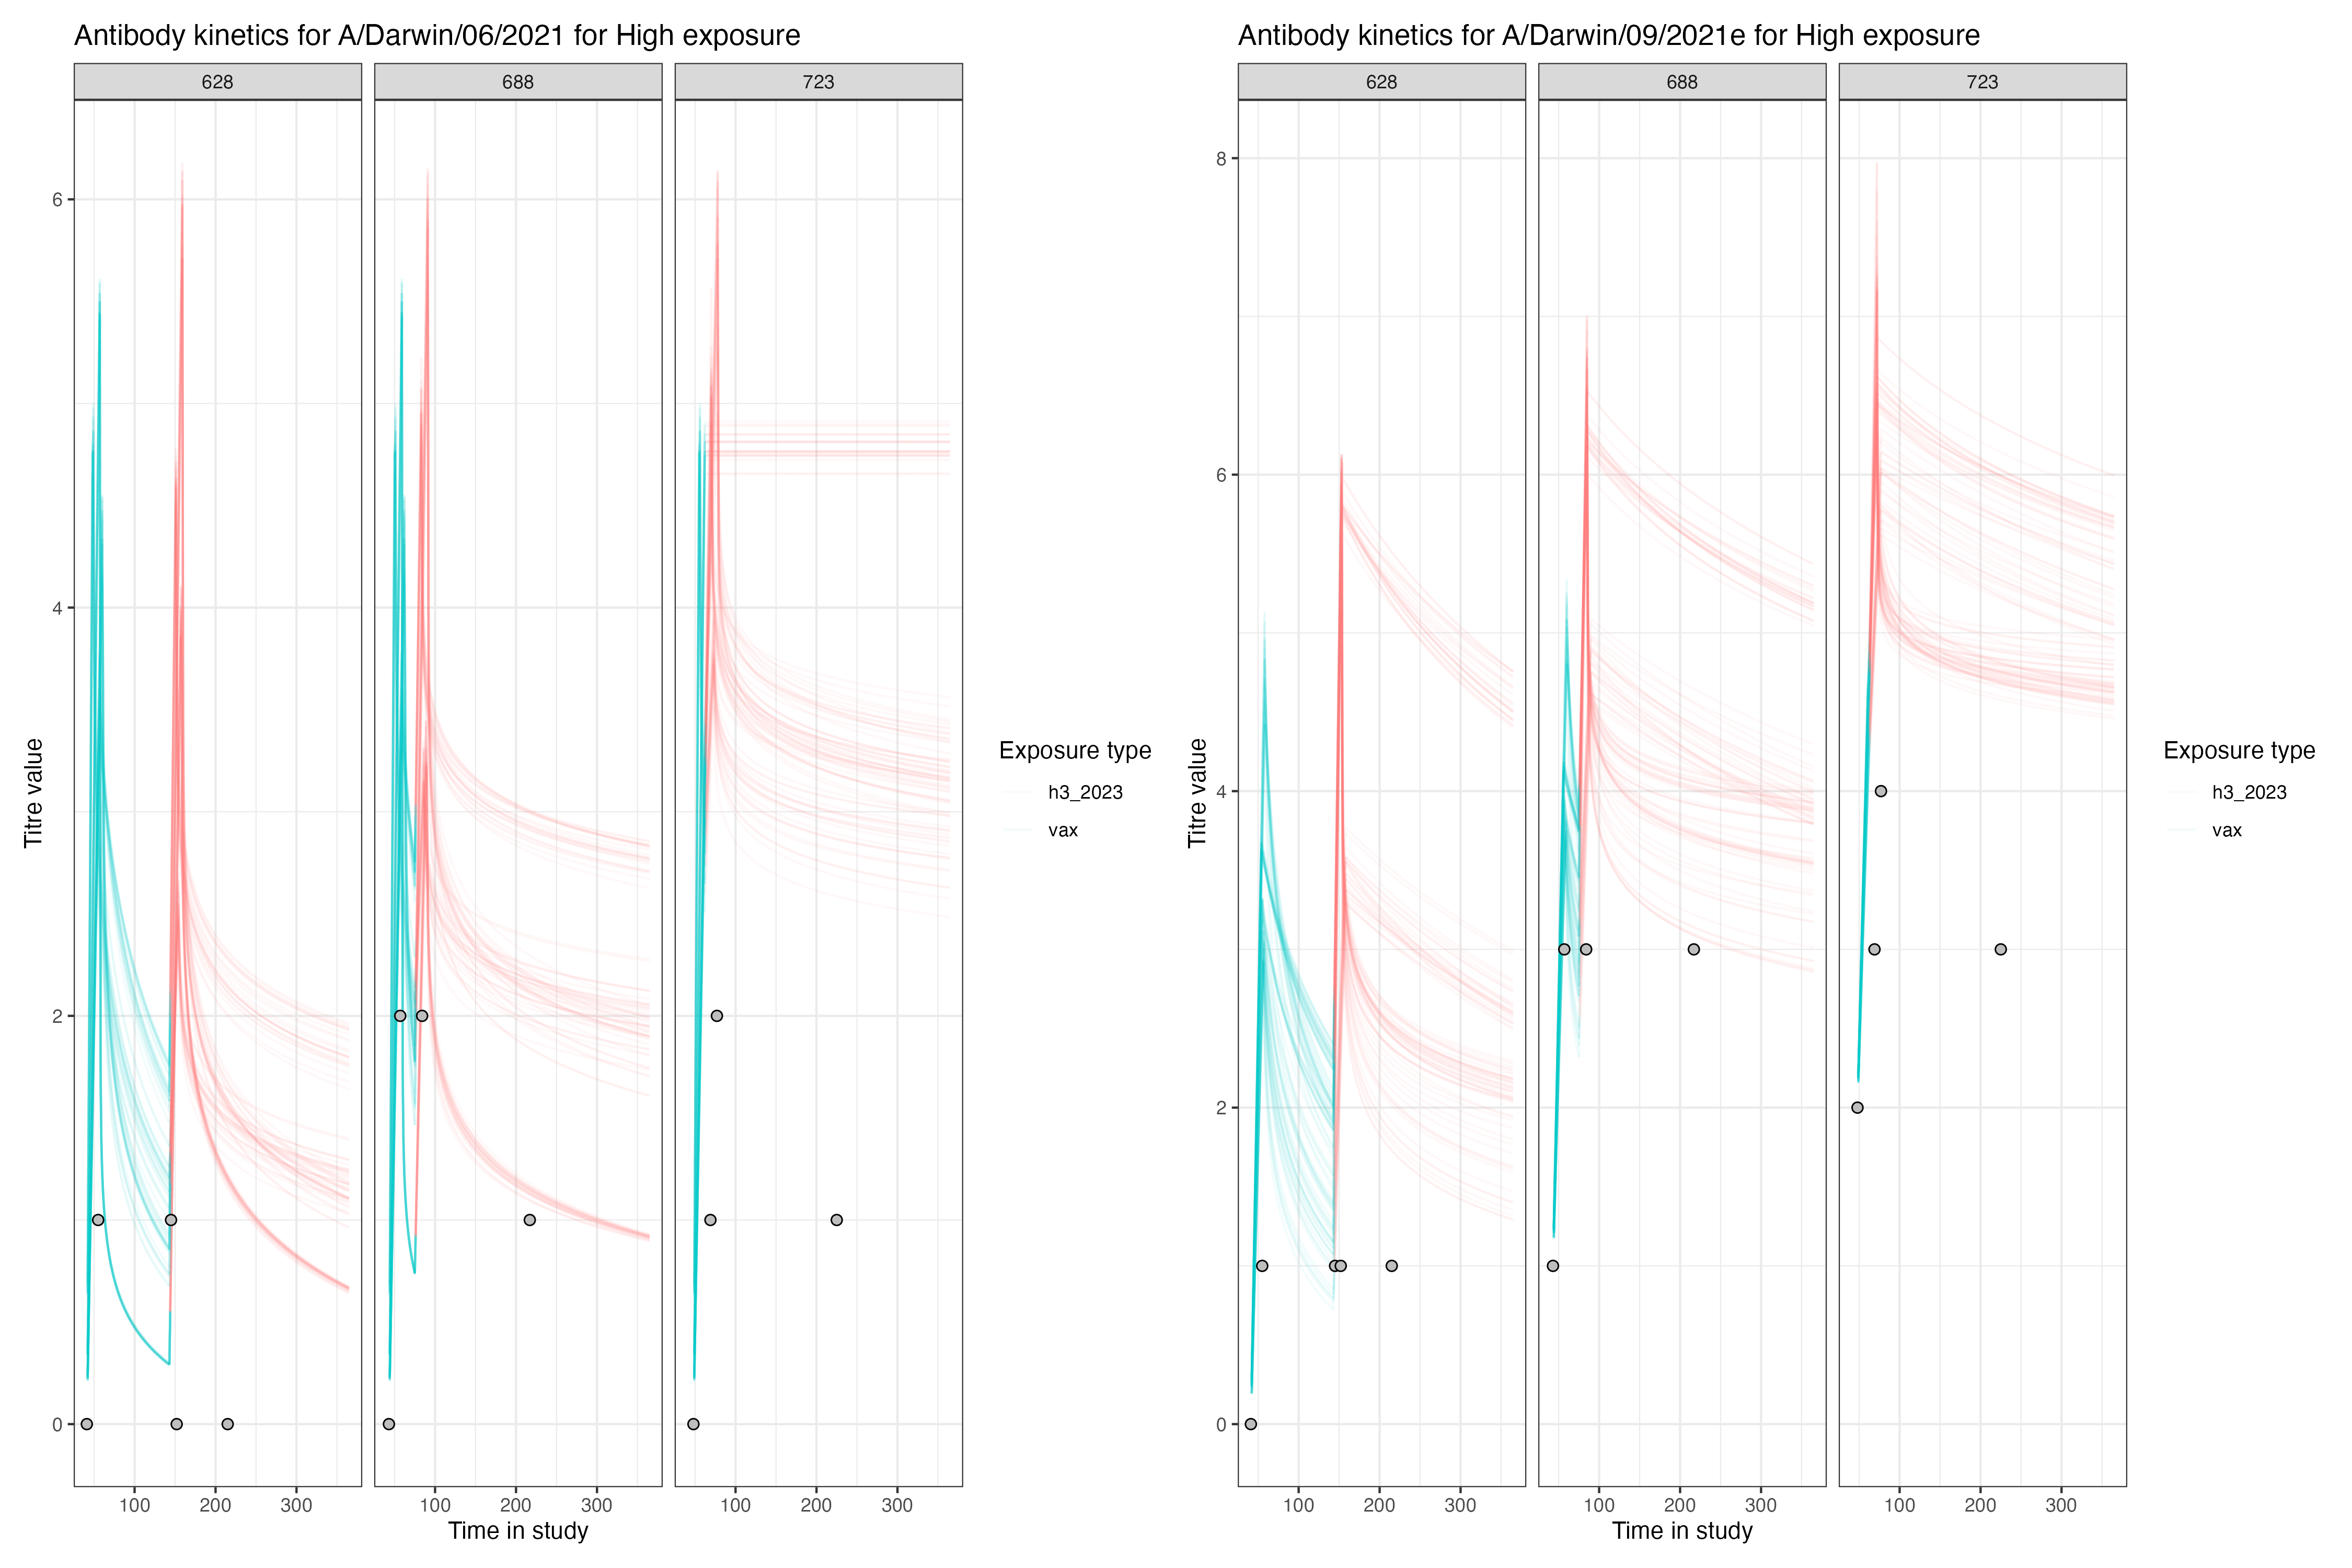 Antibody kinetics for A/Darwin/06/2021 for High exposure
628 688 723
6
4
2
0
Titre value
100 200 300 100 200 300 100 200 300
Time in study
Exposure type
h3_2023
vax
Antibody kinetics for A/Darwin/09/2021e for High exposure
628 688 723
8
6
4
2
0
Titre value
100 200 300 100 200 300 100 200 300
Time in study
Exposure type
h3_2023
vax